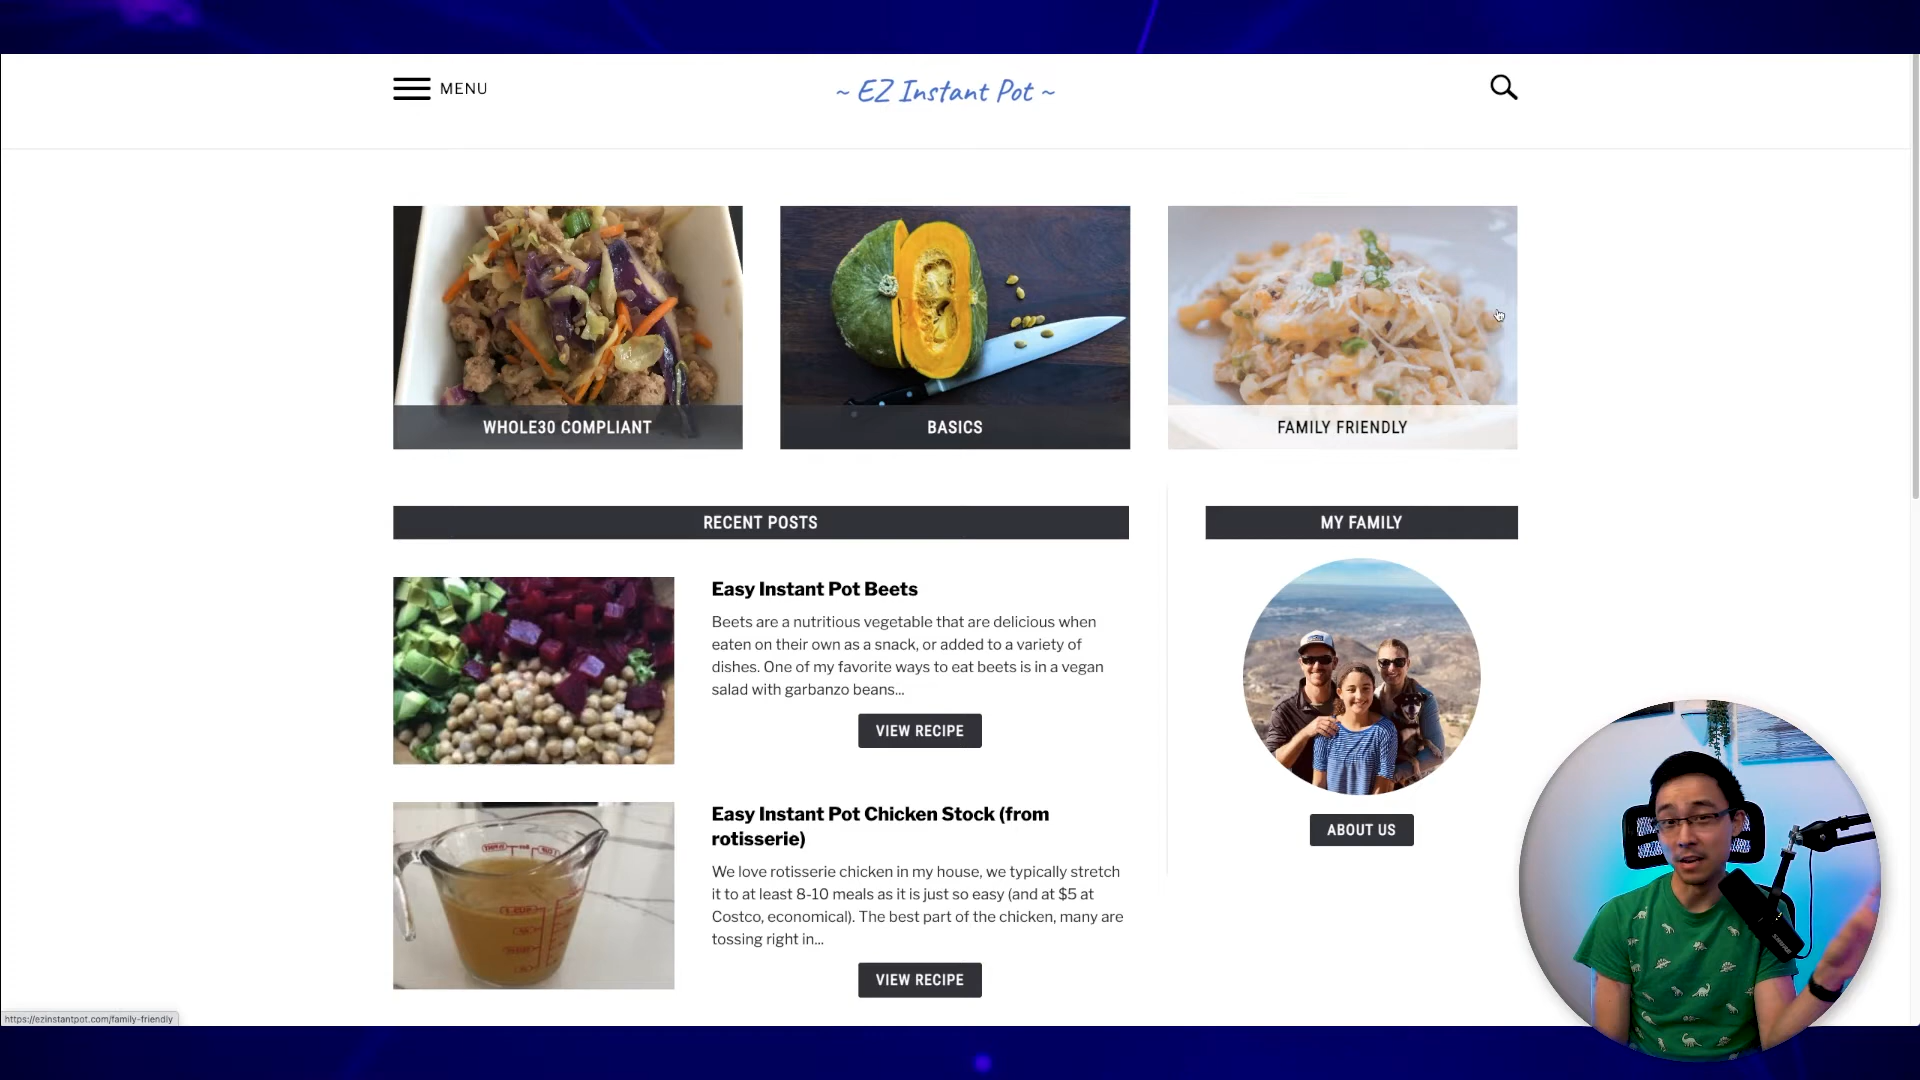 MENU
~ EZ Instant Pot ~
WHOLE30 COMPLIANT
BASICS
FAMILY FRIENDLY
RECENT POSTS
MY FAMILY
Easy Instant Pot Beets
Beets are a nutritious vegetable that are delicious when
eaten on their own as a snack, or added to a variety of
dishes. One of my favorite ways to eat beets is in a vegan
salad with garbanzo beans...
VIEW RECIPE
ABOUT US
Easy Instant Pot Chicken Stock (from
rotisserie)
We love rotisserie chicken in my house, we typically stretch
it to at least 8-10 meals as it is just so easy (and at $5 at
Costco, economical). The best part of the chicken, many are
tossing right in...
VIEW RECIPE
https://ezinstantpot.com/family-friendly